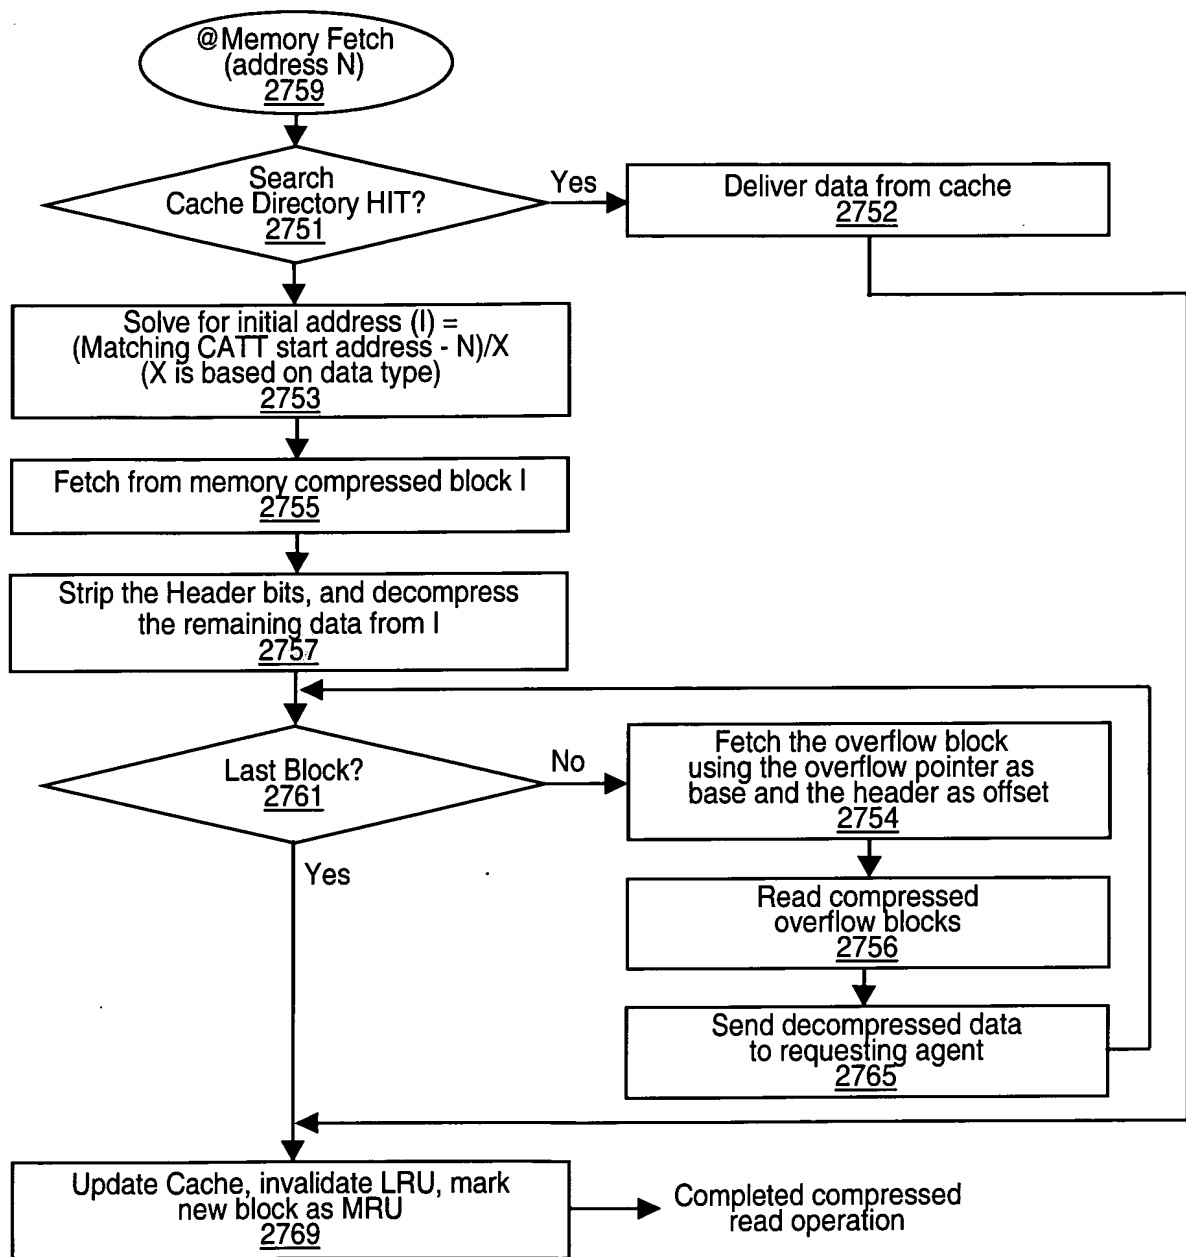 @Memory Fetch
(address N)
2759
Search
Cache Directory HIT?
2751
Yes
Deliver data from cache
2752
Solve for initial address (I) =
(Matching CATT start address - N)/X
(X is based on data type)
2753
Fetch from memory compressed block I
2755
Strip the Header bits, and decompress
the remaining data from I
2757
Last Block?
2761
No
Fetch the overflow block
using the overflow pointer as
base and the header as offset
2754
Yes
Read compressed
overflow blocks
2756
Send decompressed data
to requesting agent
2765
Update Cache, invalidate LRU, mark
new block as MRU
2769
Completed compressed
read operation